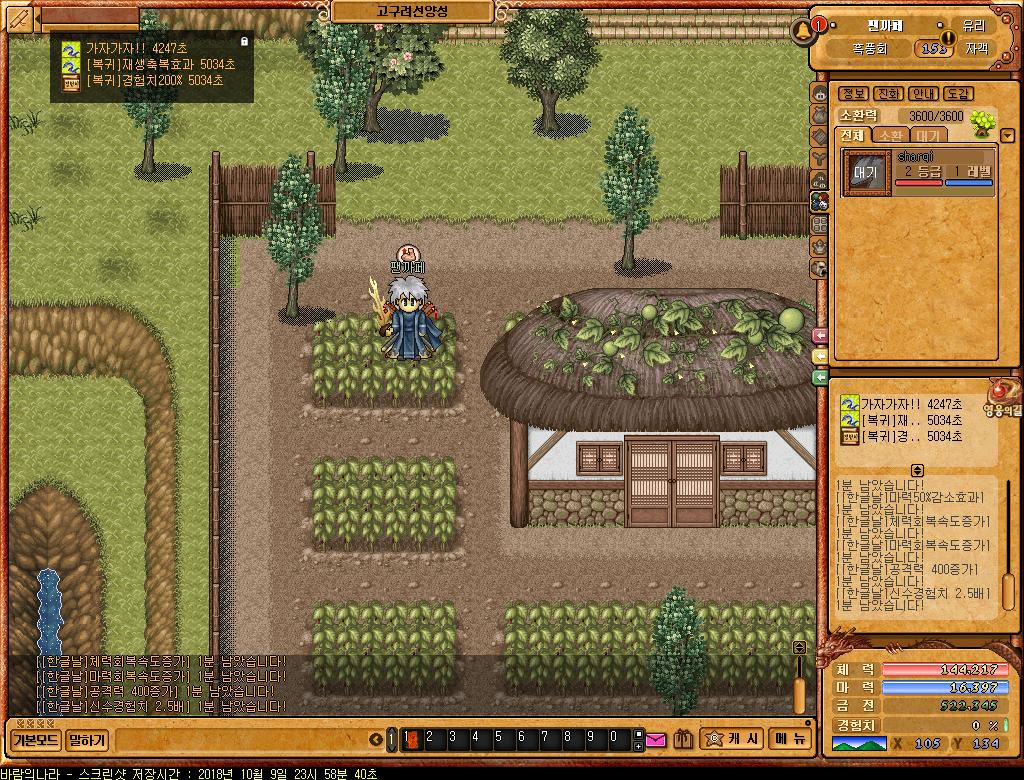 고구려선양성
가자가자!! 4247초
[복귀]재생축복효과 5034초
[복귀]경험치200% 5034초
1
펜까페
유리
폭풍회
152
자객
정보
진화
안내
도감
소환력
3600/3600
전체
소환
대기
대기
sharqi
2 등급
1 레벨
펜까페
영웅의길
가자가자!! 4247초
[복귀]재.. 5034초
[복귀]경.. 5034초
1분 남았습니다!
[[한글날]마력50%감소효과]
1분 남았습니다!
[[한글날]체력회복속도증가]
1분 남았습니다!
[[한글날]마력회복속도증가]
1분 남았습니다!
[[한글날]공격력 400증가]
1분 남았습니다!
[[한글날]신수경험치 2.5배]
1분 남았습니다!
[[한글날]체력회복속도증가] 1분 남았습니다!
[[한글날]마력회복속도증가] 1분 남았습니다!
[[한글날]공격력 400증가] 1분 남았습니다!
[[한글날]신수경험치 2.5배] 1분 남았습니다!
체 력 144,217
마 력 16,397
금 전 522,345
경험치 0 %
X 105 Y 134
기본모드
말하기
1 2 3 4 5 6 7 8 9 0
캐 시
메 뉴
바람의나라 - 스크린샷 저장시간 : 2018년 10월 9일 23시 58분 40초